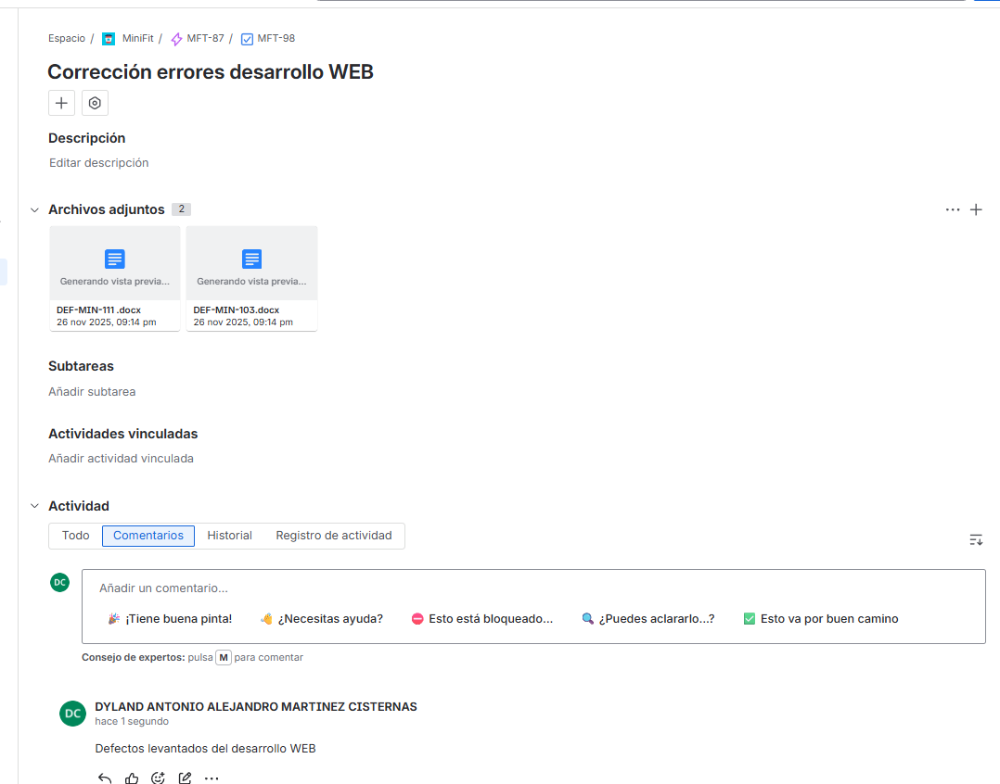 Espacio / MiniFit / MFT-87 / MFT-98
Corrección errores desarrollo WEB
Descripción
Editar descripción
Archivos adjuntos 2
Generando vista previa... Generando vista previa...
DEF-MIN-111 .docx DEF-MIN-103.docx
26 nov 2025, 09:14 pm 26 nov 2025, 09:14 pm
Subtareas
Añadir subtarea
Actividades vinculadas
Añadir actividad vinculada
Actividad
Todo Comentarios Historial Registro de actividad
DC Añadir un comentario...
🎉 ¡Tiene buena pinta! 👋 ¿Necesitas ayuda? ⛔ Esto está bloqueado... 🔍 ¿Puedes aclararlo...? ✅ Esto va por buen camino
Consejo de expertos: pulsa M para comentar
DC DYLAND ANTONIO ALEJANDRO MARTINEZ CISTERNAS
hace 1 segundo
Defectos levantados del desarrollo WEB